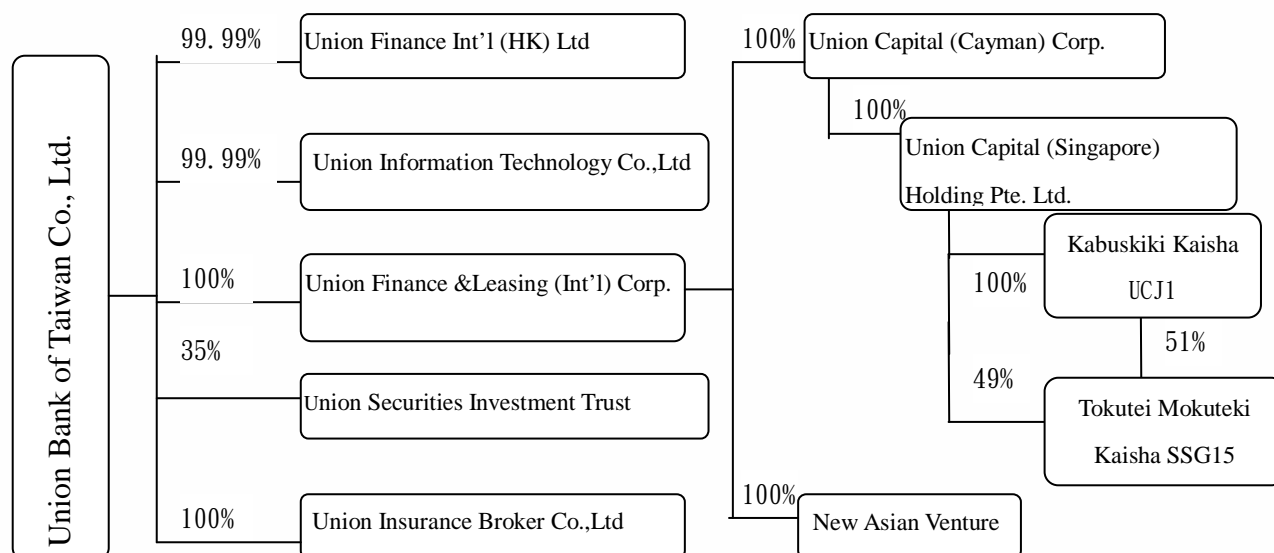 Union Bank of Taiwan Co., Ltd.
99.99%
Union Finance Int’l (HK) Ltd
99.99%
Union Information Technology Co.,Ltd
100%
Union Finance &Leasing (Int’l) Corp.
35%
Union Securities Investment Trust
100%
Union Insurance Broker Co.,Ltd
100%
Union Capital (Cayman) Corp.
100%
Union Capital (Singapore)
Holding Pte. Ltd.
100%
Kabuskiki Kaisha
UCJ1
51%
49%
Tokutei Mokuteki
Kaisha SSG15
100%
New Asian Venture